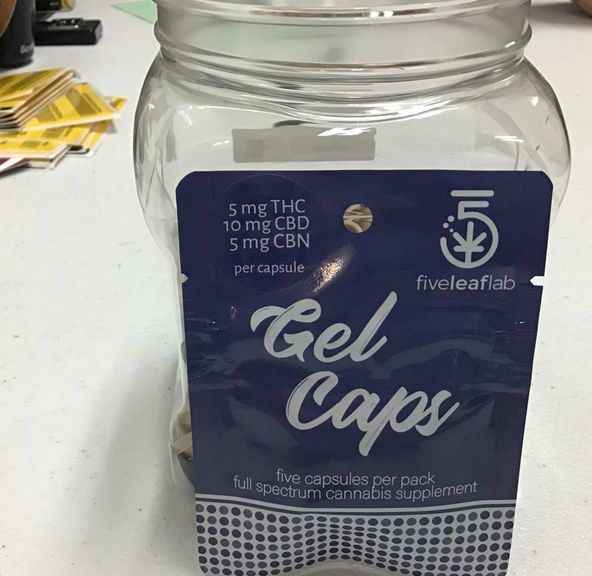 5 mg THC
10 mg CBD
5 mg CBN
per capsule
5
fiveleaflab
Gel
Caps
five capsules per pack
full spectrum cannabis supplement